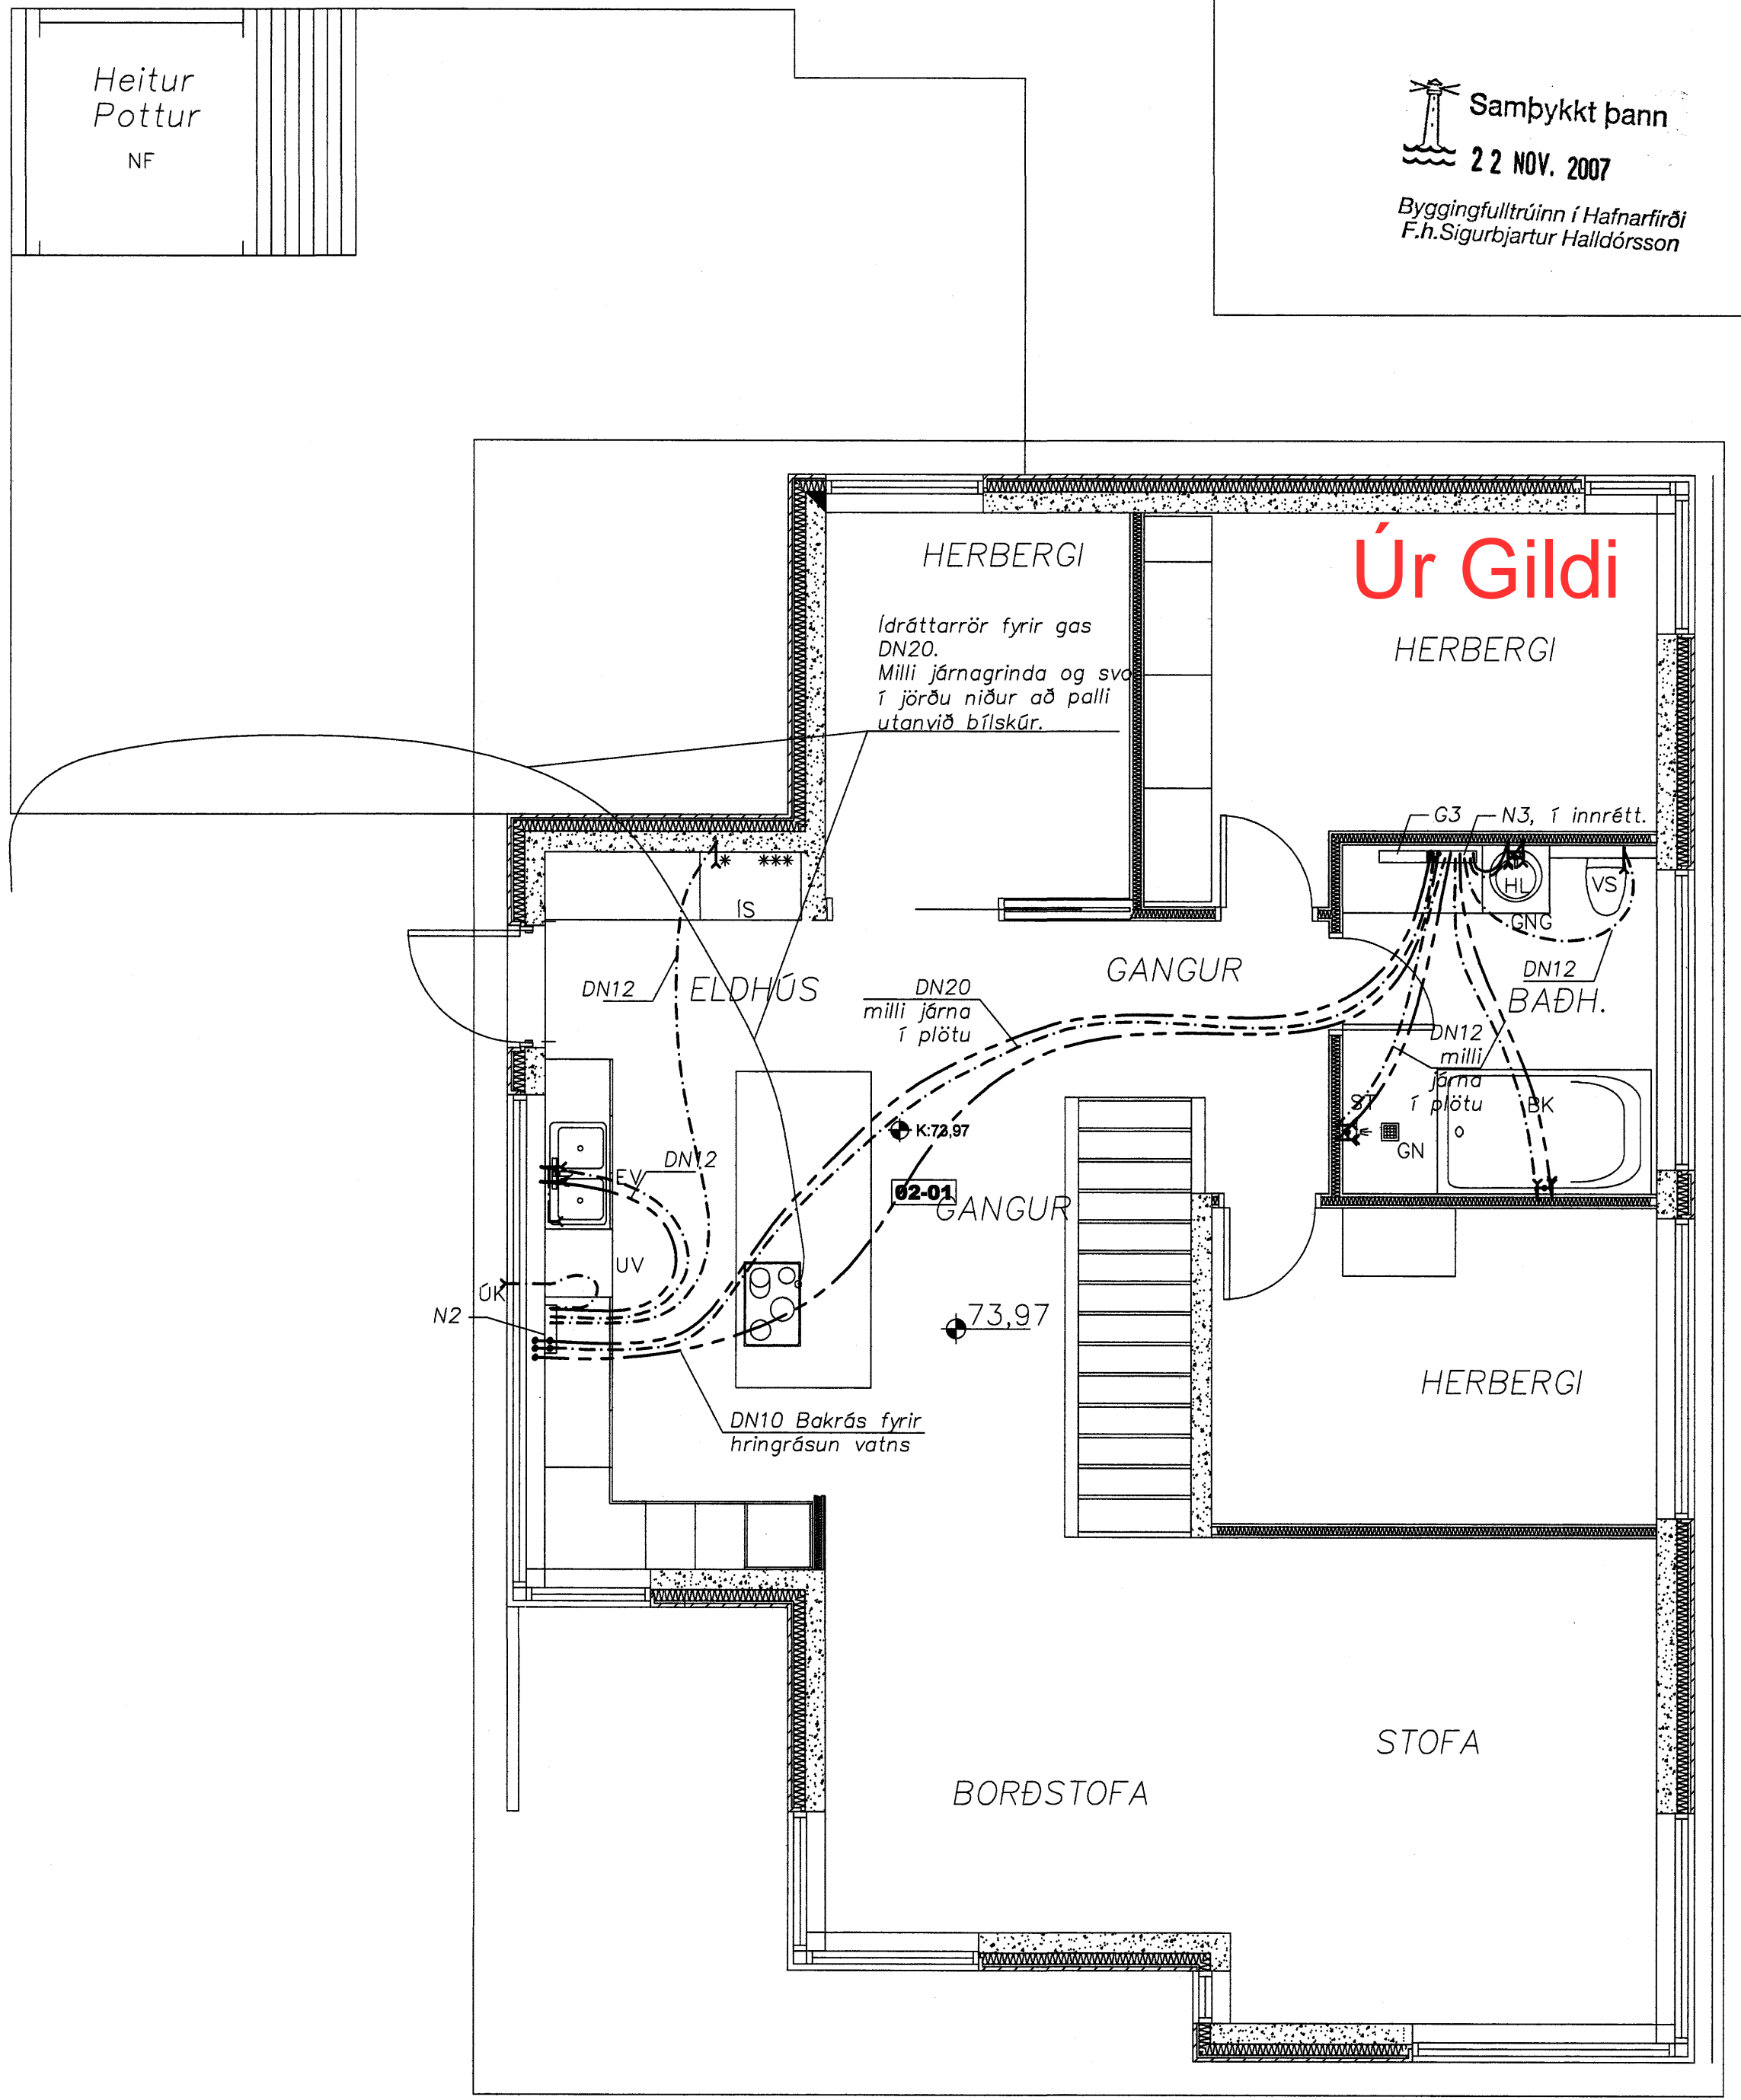 Heitur
Pottur
NF
Samþykkt þann
22 NOV. 2007
Byggingfulltrúinn í Hafnarfirði
F.h.Sigurbjartur Halldórsson
HERBERGI
Úr Gildi
HERBERGI
Ídráttarrör fyrir gas
DN20.
Milli járnagrinda og svo
í jörðu niður að palli
utanvið bílskúr.
G3
N3, í innrétt.
* ***
ÍS
HL
VS
GNG
DN12
ELDHÚS
DN20
milli járna
í plötu
GANGUR
DN12
BAÐH.
DN12
milli
járna
í plötu
ST
GN
BK
K:73,97
EV
DN12
02-01
GANGUR
UV
ÚK
N2
73,97
HERBERGI
DN10 Bakrás fyrir
hringrásun vatns
STOFA
BORÐSTOFA